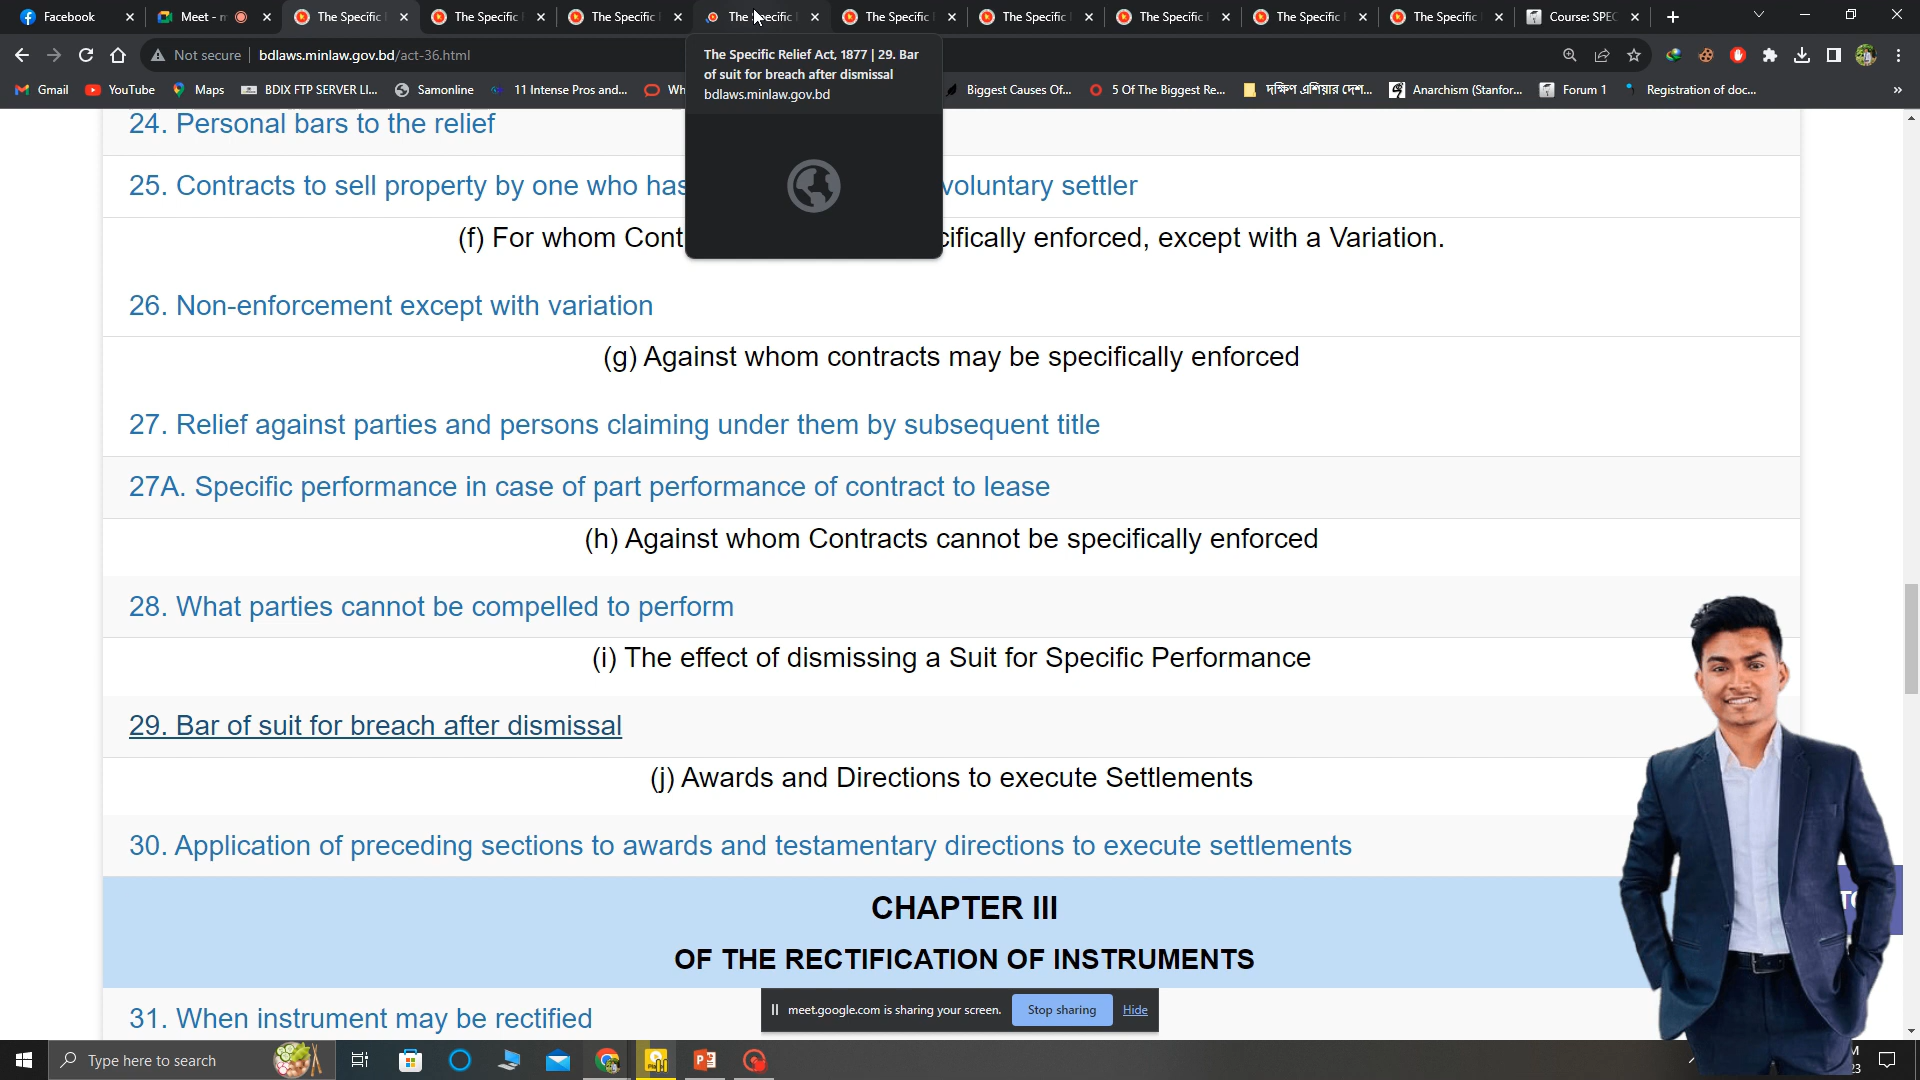 Facebook
Meet - r
The Specific
The Specific
The Specific
The Specific
The Specific
The Specific
The Specific
The Specific
The Specific
Course: SPEC
Not secure
bdlaws.minlaw.gov.bd/act-36.html
The Specific Relief Act, 1877 | 29. Bar
of suit for breach after dismissal
bdlaws.minlaw.gov.bd
Gmail
YouTube
Maps
BDIX FTP SERVER LI...
Samonline
11 Intense Pros and...
Wh
Biggest Causes Of...
5 Of The Biggest Re...
দক্ষিণ এশিয়ার দেশ...
Anarchism (Stanfor...
Forum 1
Registration of doc...
24. Personal bars to the relief
25. Contracts to sell property by one who has voluntary settler
(f) For whom Cont cifically enforced, except with a Variation.
26. Non-enforcement except with variation
(g) Against whom contracts may be specifically enforced
27. Relief against parties and persons claiming under them by subsequent title
27A. Specific performance in case of part performance of contract to lease
(h) Against whom Contracts cannot be specifically enforced
28. What parties cannot be compelled to perform
(i) The effect of dismissing a Suit for Specific Performance
29. Bar of suit for breach after dismissal
(j) Awards and Directions to execute Settlements
30. Application of preceding sections to awards and testamentary directions to execute settlements
CHAPTER III
OF THE RECTIFICATION OF INSTRUMENTS
31. When instrument may be rectified
meet.google.com is sharing your screen.
Stop sharing
Hide
Type here to search